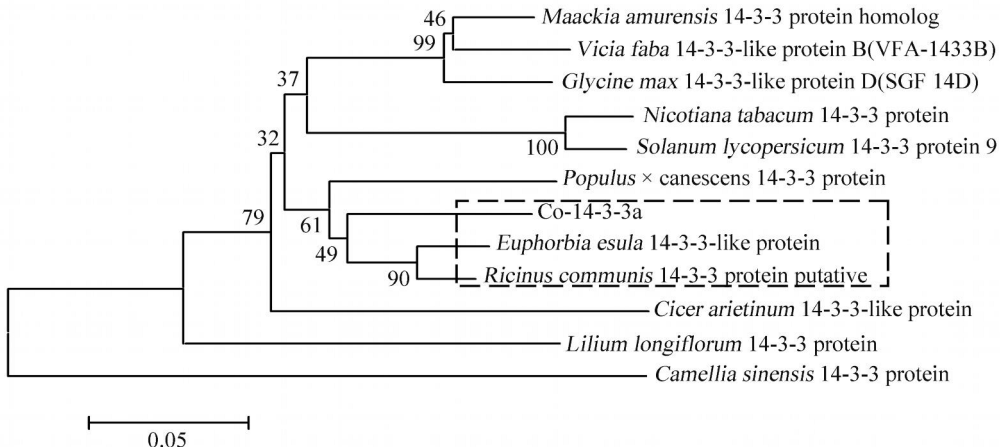 46
Maackia amurensis 14-3-3 protein homolog
99
Vicia faba 14-3-3-like protein B(VFA-1433B)
37
Glycine max 14-3-3-like protein D(SGF 14D)
Nicotiana tabacum 14-3-3 protein
32
100
Solanum lycopersicum 14-3-3 protein 9
Populus × canescens 14-3-3 protein
79
61
Co-14-3-3a
49
Euphorbia esula 14-3-3-like protein
90
Ricinus communis 14-3-3 protein putative
Cicer arietinum 14-3-3-like protein
Lilium longiflorum 14-3-3 protein
Camellia sinensis 14-3-3 protein
0.05